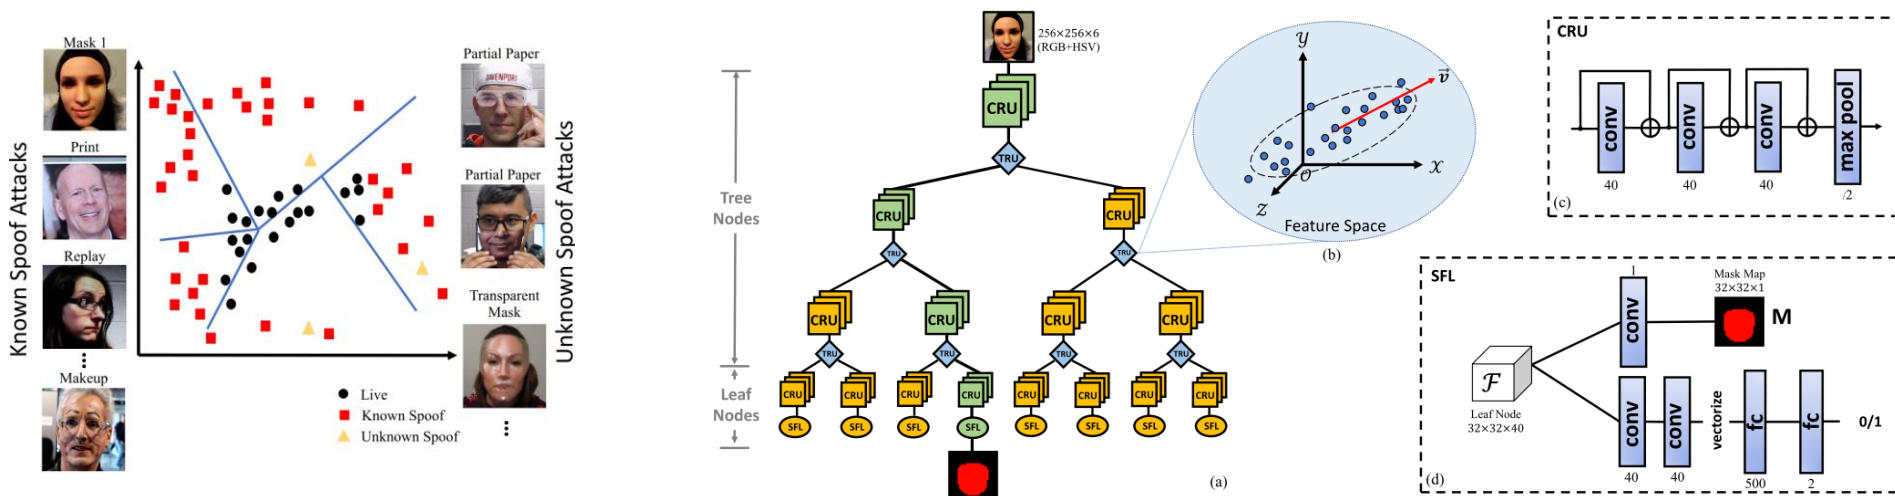 Known Spoof Attacks
Mask 1
Print
Replay
Makeup
Live
Known Spoof
Unknown Spoof
Partial Paper
DAVENPORT
Partial Paper
Transparent
Mask
Unknown Spoof Attacks
256×256×6
(RGB+HSV)
Tree
Nodes
Leaf
Nodes
CRU
TRU
CRU
CRU
TRU
TRU
CRU
CRU
CRU
CRU
TRU
TRU
TRU
TRU
CRU
CRU
CRU
CRU
CRU
CRU
CRU
CRU
SFL
SFL
SFL
SFL
SFL
SFL
SFL
SFL
(a)
𝒴
v⃗
𝒳
𝒪
𝒵
Feature Space
(b)
CRU
conv
conv
conv
max pool
40
40
40
/2
(c)
SFL
1
conv
Mask Map
32×32×1
M
ℱ
Leaf Node
32×32×40
conv
conv
vectorize
fc
fc
0/1
40
40
500
2
(d)